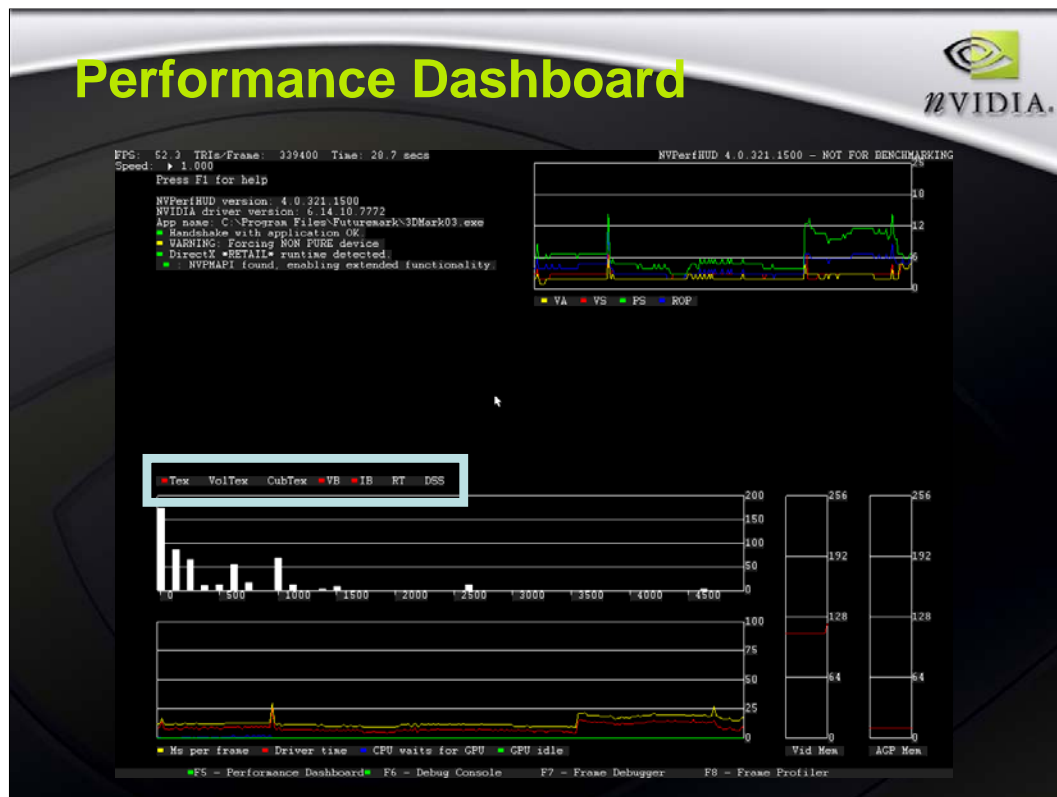 Performance Dashboard
nVIDIA.
FPS: 52.3 TRIs/Frame: 339400 Time: 28.7 secs
NVPerfHUD 4.0.321.1500 - NOT FOR BENCHMARKING
Speed: 1.000
Press F1 for help
NVPerfHUD version: 4.0.321.1500
NVIDIA driver version: 6.14.10.7772
App name: C:\Program Files\Futuremark\3DMark03.exe
Handshake with application OK.
WARNING: Forcing NON PURE device
DirectX *RETAIL* runtime detected.
: NVPMAPI found, enabling extended functionality.
25
10
12
6
0
VA VS PS ROP
Tex VolTex CubTex VB IB RT DSS
200
150
100
50
0
0 500 1000 1500 2000 2500 3000 3500 4000 4500
100
75
50
25
0
Ms per frame Driver time CPU waits for GPU GPU idle
256
192
128
64
0
Vid Mem
256
192
128
64
0
AGP Mem
F5 - Performance Dashboard F6 - Debug Console F7 - Frame Debugger F8 - Frame Profiler